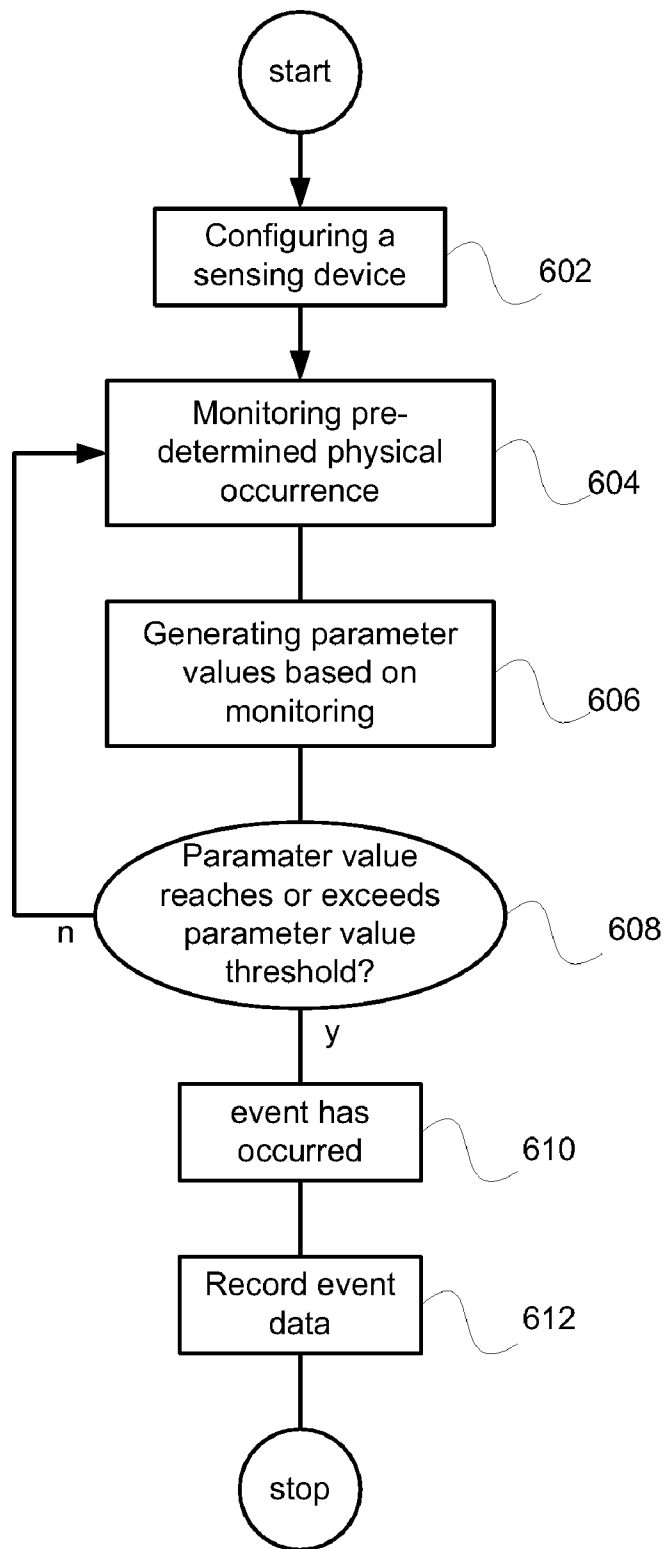 start
Configuring a
sensing device
602
Monitoring pre-
determined physical
occurrence
604
Generating parameter
values based on
monitoring
606
Paramater value
reaches or exceeds
parameter value
threshold?
608
n
y
event has
occurred
610
Record event
data
612
stop